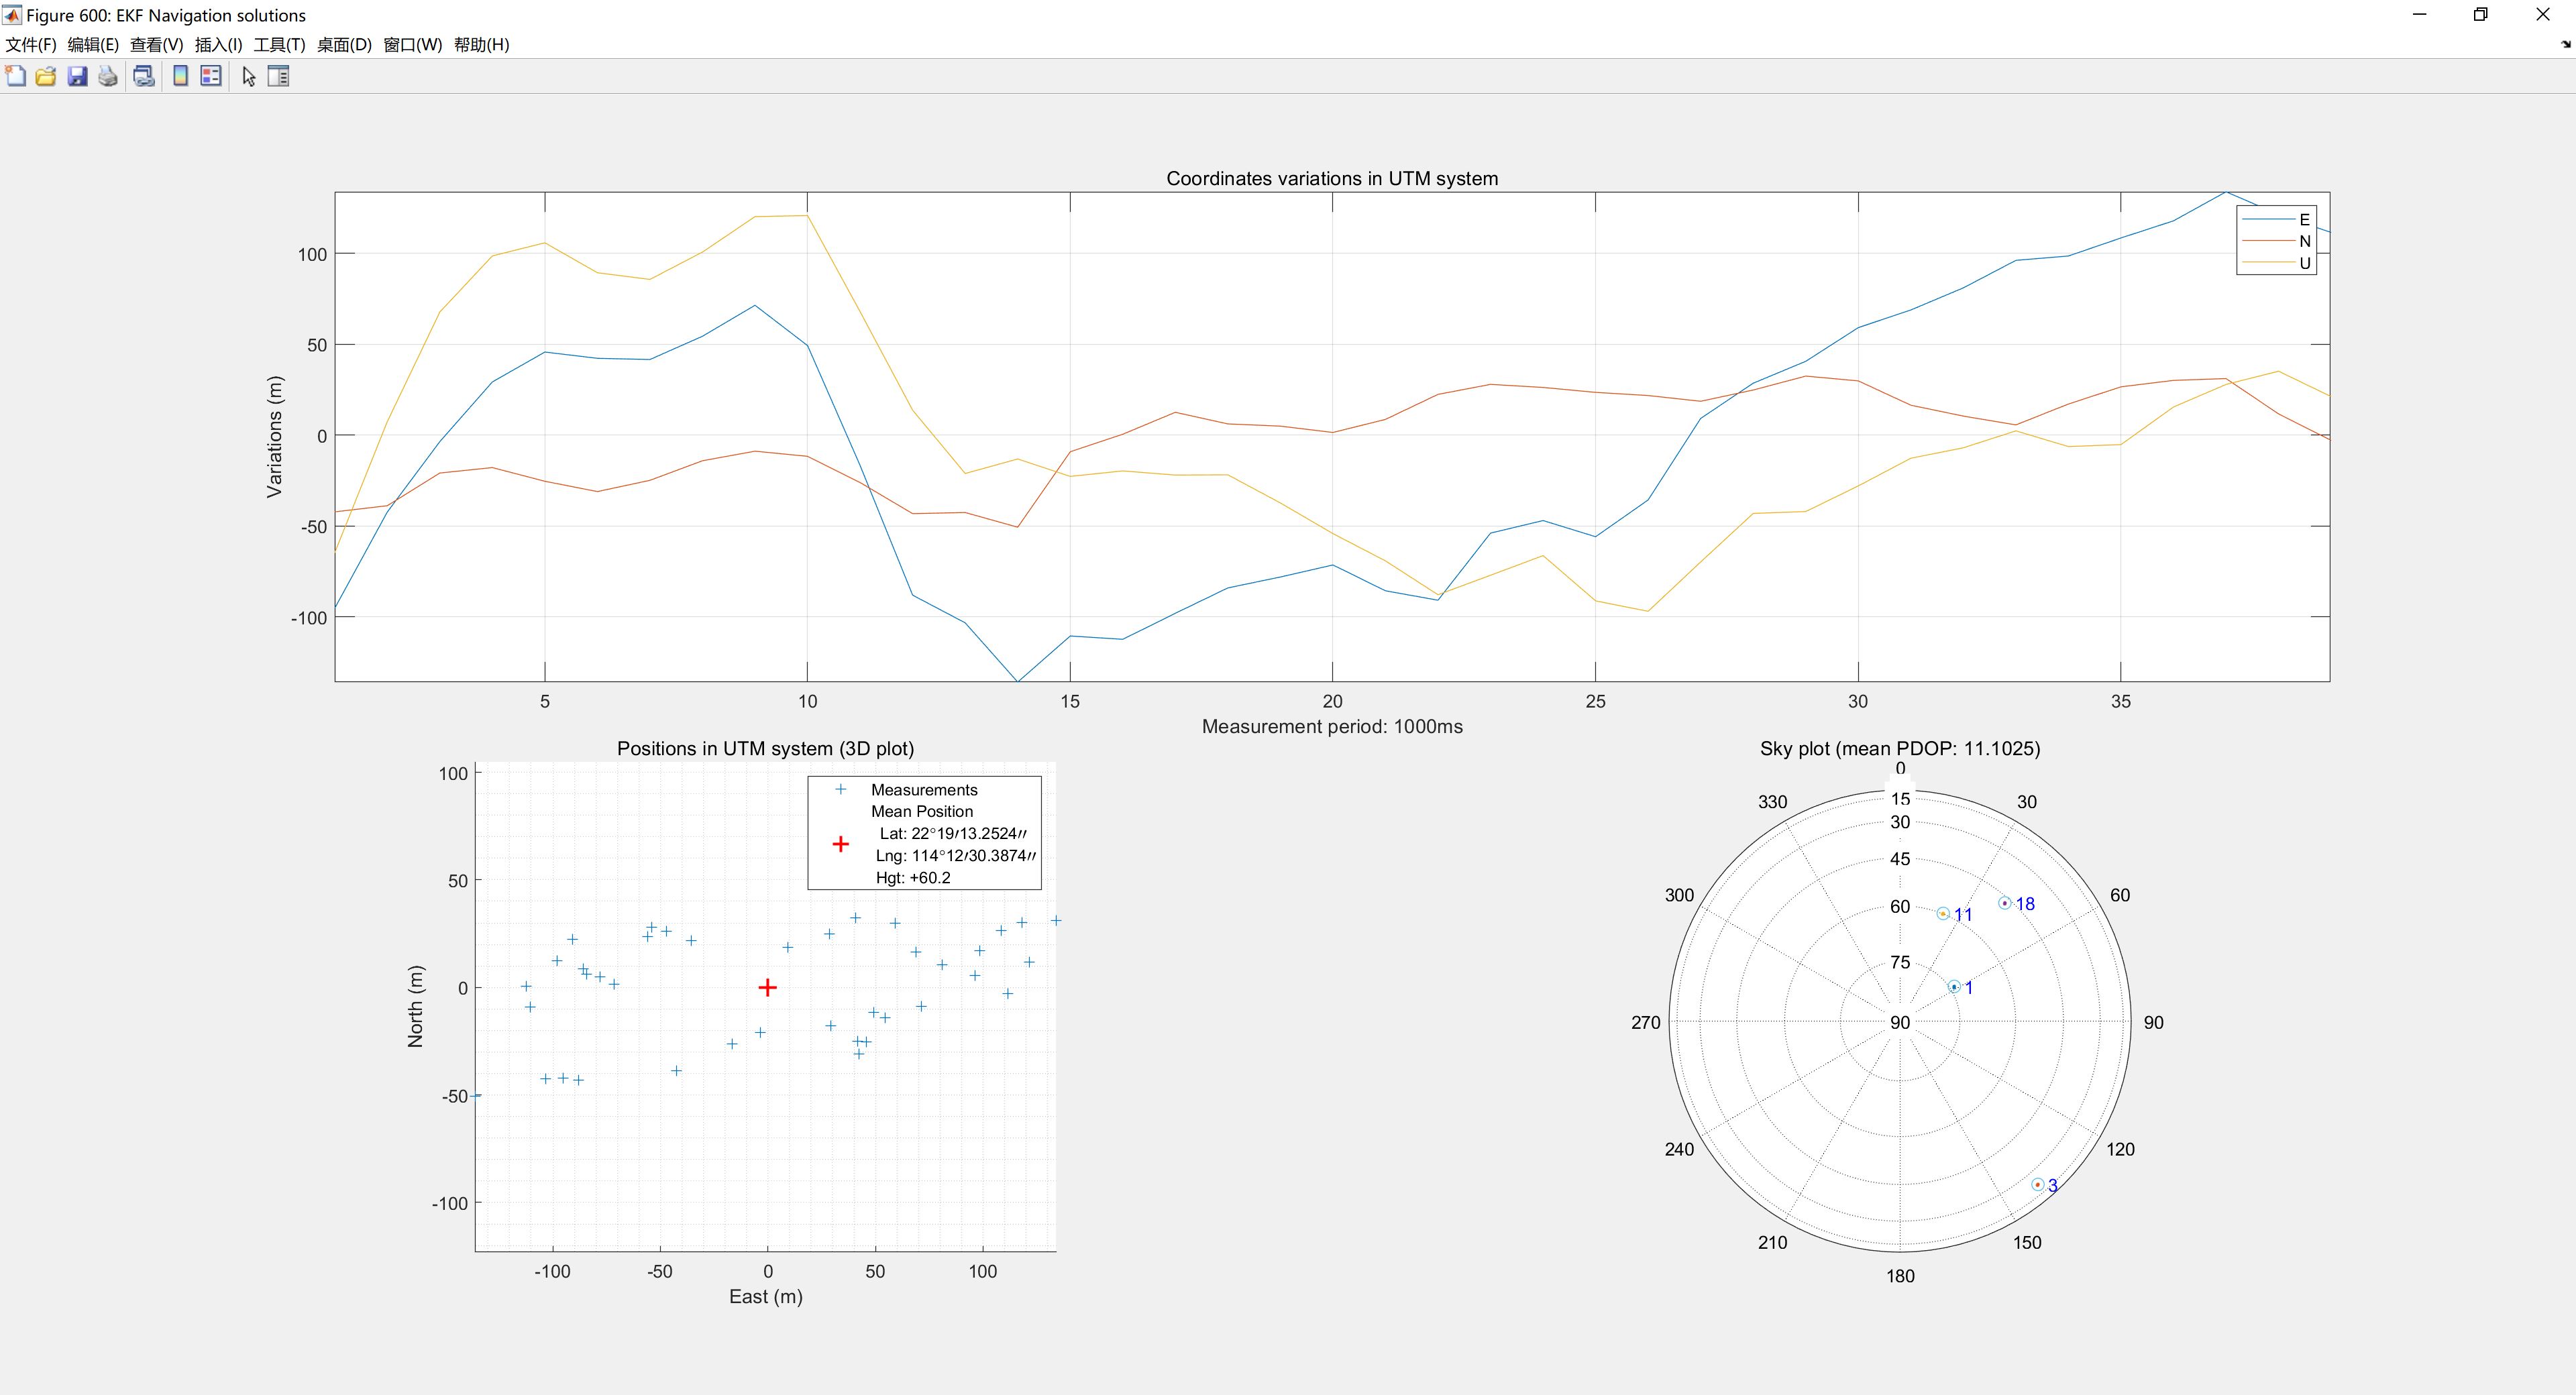 Figure 600: EKF Navigation solutions
文件(F) 编辑(E) 查看(V) 插入(I) 工具(T) 桌面(D) 窗口(W) 帮助(H)
Coordinates variations in UTM system
E
N
U
100
50
0
-50
-100
Variations (m)
5 10 15 20 25 30 35
Measurement period: 1000ms
Positions in UTM system (3D plot)
Measurements
Mean Position
Lat: 22°19′13.2524″
Lng: 114°12′30.3874″
Hgt: +60.2
100
50
0
-50
-100
North (m)
-100 -50 0 50 100
East (m)
Sky plot (mean PDOP: 11.1025)
0
330 15 30
30
45
300 60 60
11 18
75
1
270 90 90
240 120
3
210 150
180